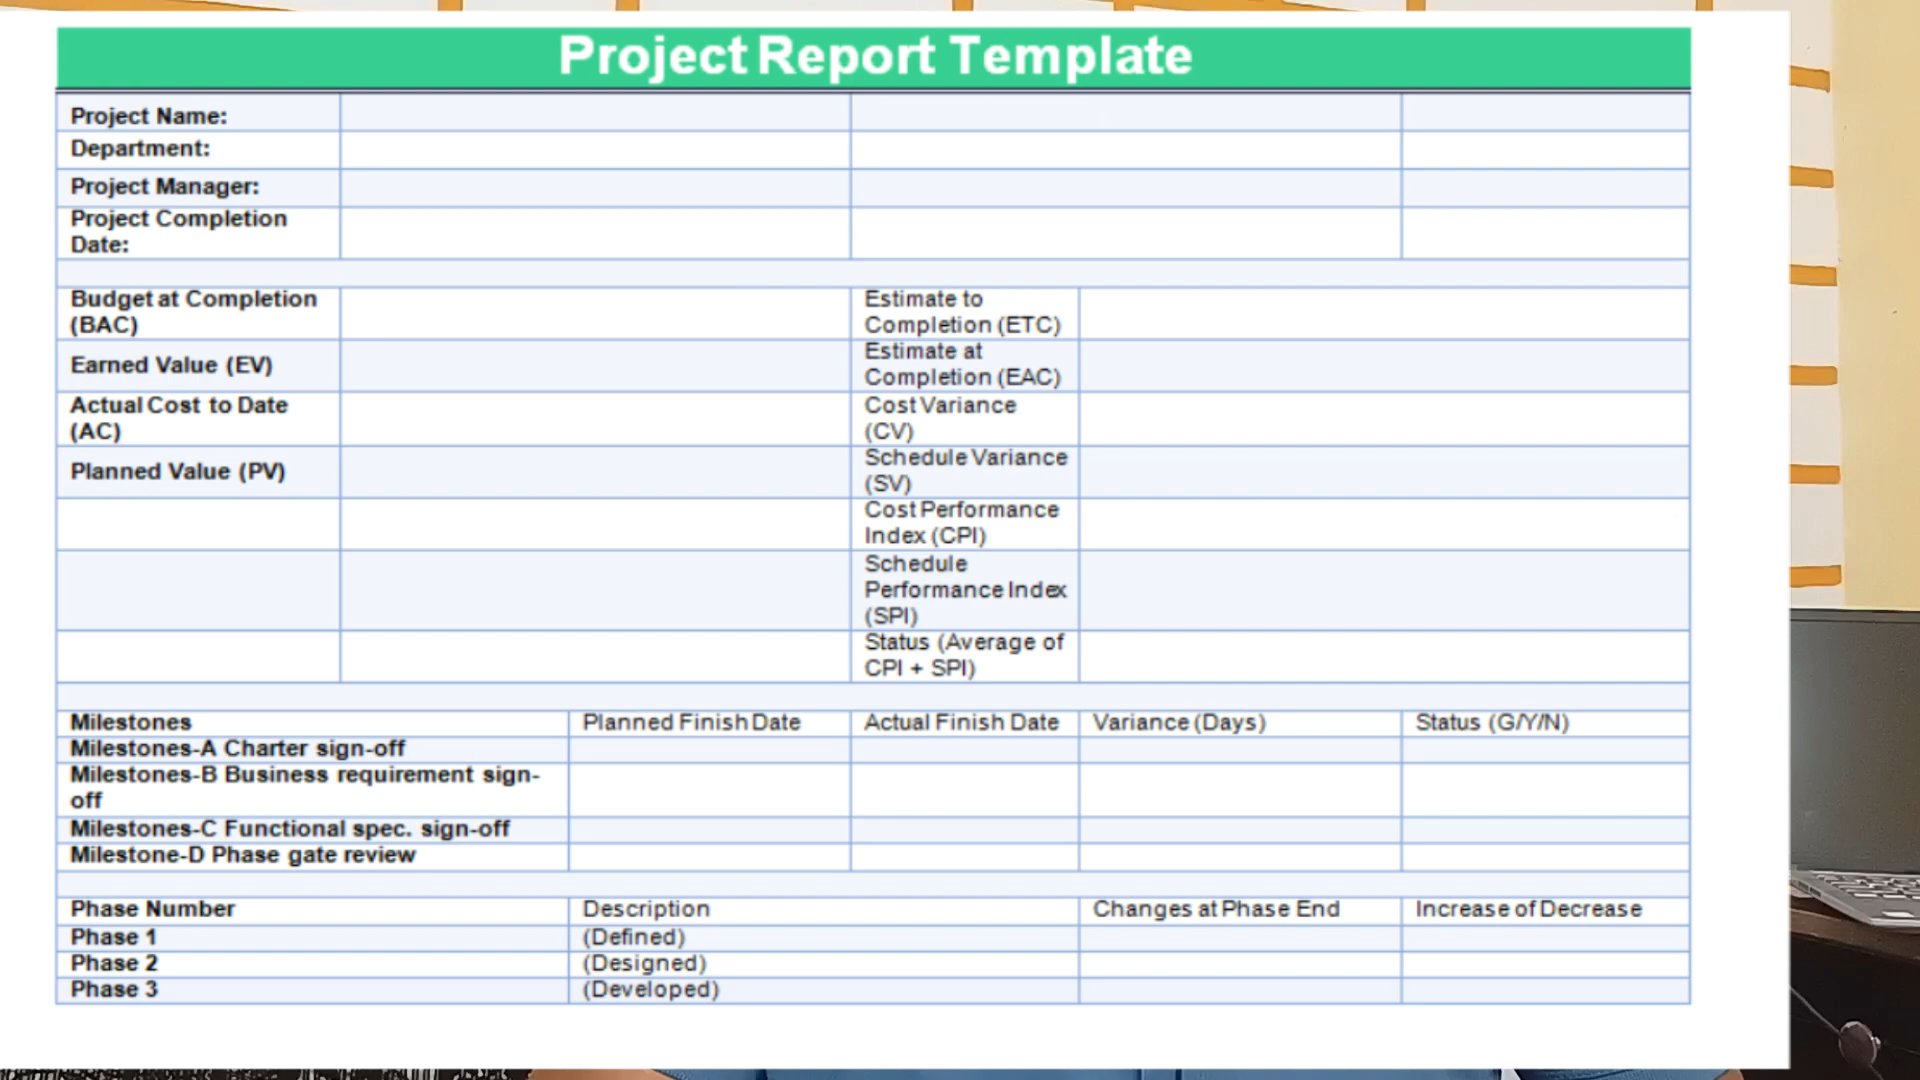 Project Report Template
Project Name:
Department:
Project Manager:
Project Completion
Date:
Budget at Completion
(BAC)
Estimate to
Completion (ETC)
Earned Value (EV)
Estimate at
Completion (EAC)
Actual Cost to Date
(AC)
Cost Variance
(CV)
Planned Value (PV)
Schedule Variance
(SV)
Cost Performance
Index (CPI)
Schedule
Performance Index
(SPI)
Status (Average of
CPI + SPI)
Milestones Planned Finish Date Actual Finish Date Variance (Days) Status (G/Y/N)
Milestones-A Charter sign-off
Milestones-B Business requirement sign-
off
Milestones-C Functional spec. sign-off
Milestone-D Phase gate review
Phase Number Description Changes at Phase End Increase of Decrease
Phase 1 (Defined)
Phase 2 (Designed)
Phase 3 (Developed)